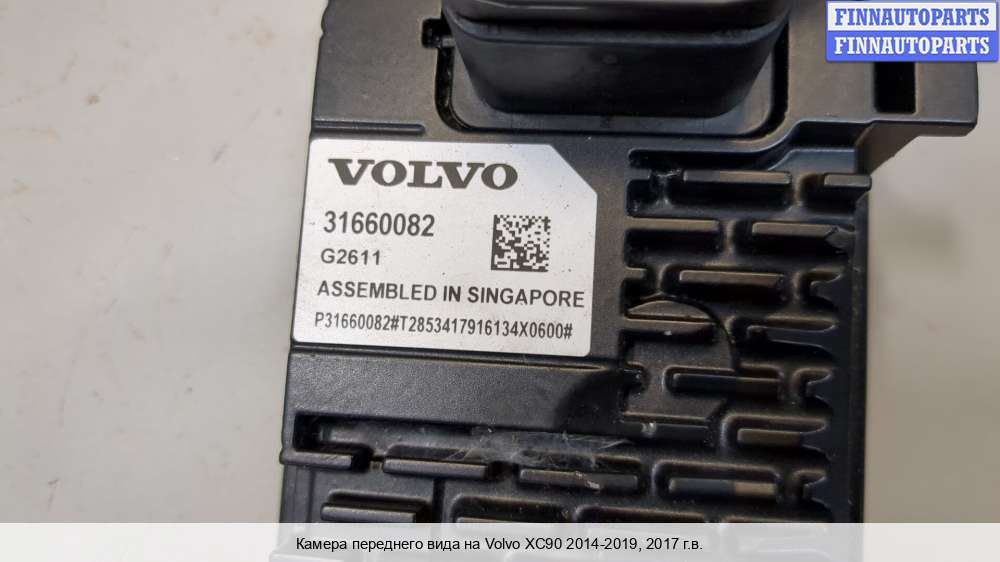 FINNAUTOPARTS
FINNAUTOPARTS
VOLVO
31660082
G2611
ASSEMBLED IN SINGAPORE
P31660082#T2853417916134X0600#
Камера переднего вида на Volvo XC90 2014-2019, 2017 г.в.